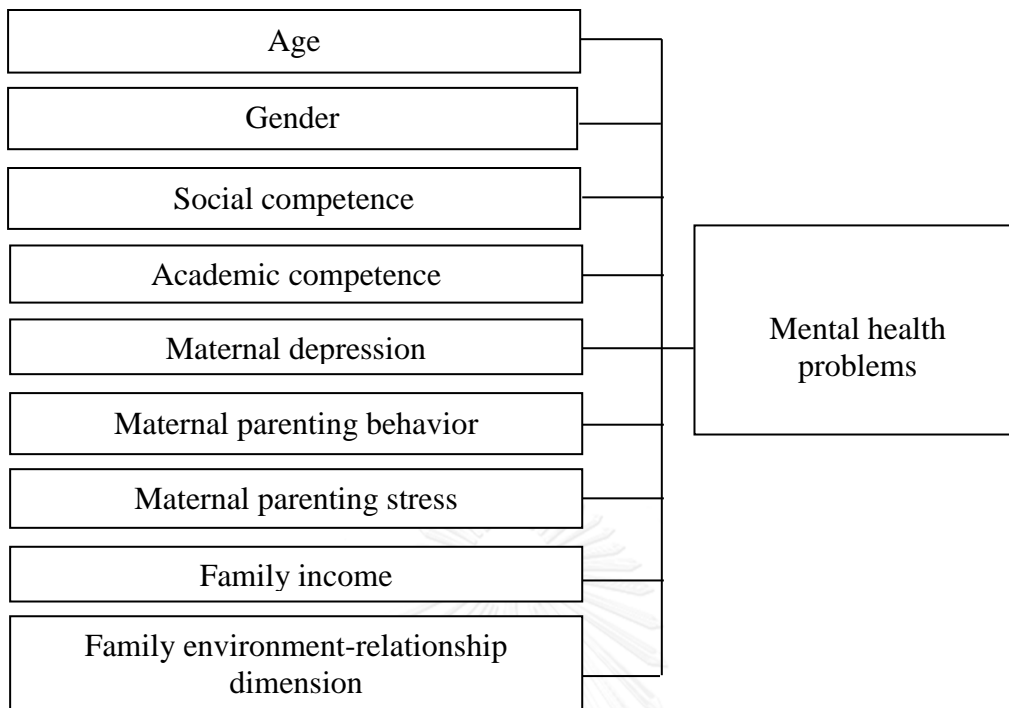 Age
Gender
Social competence
Academic competence
Maternal depression
Maternal parenting behavior
Maternal parenting stress
Family income
Family environment-relationship
dimension
Mental health
problems